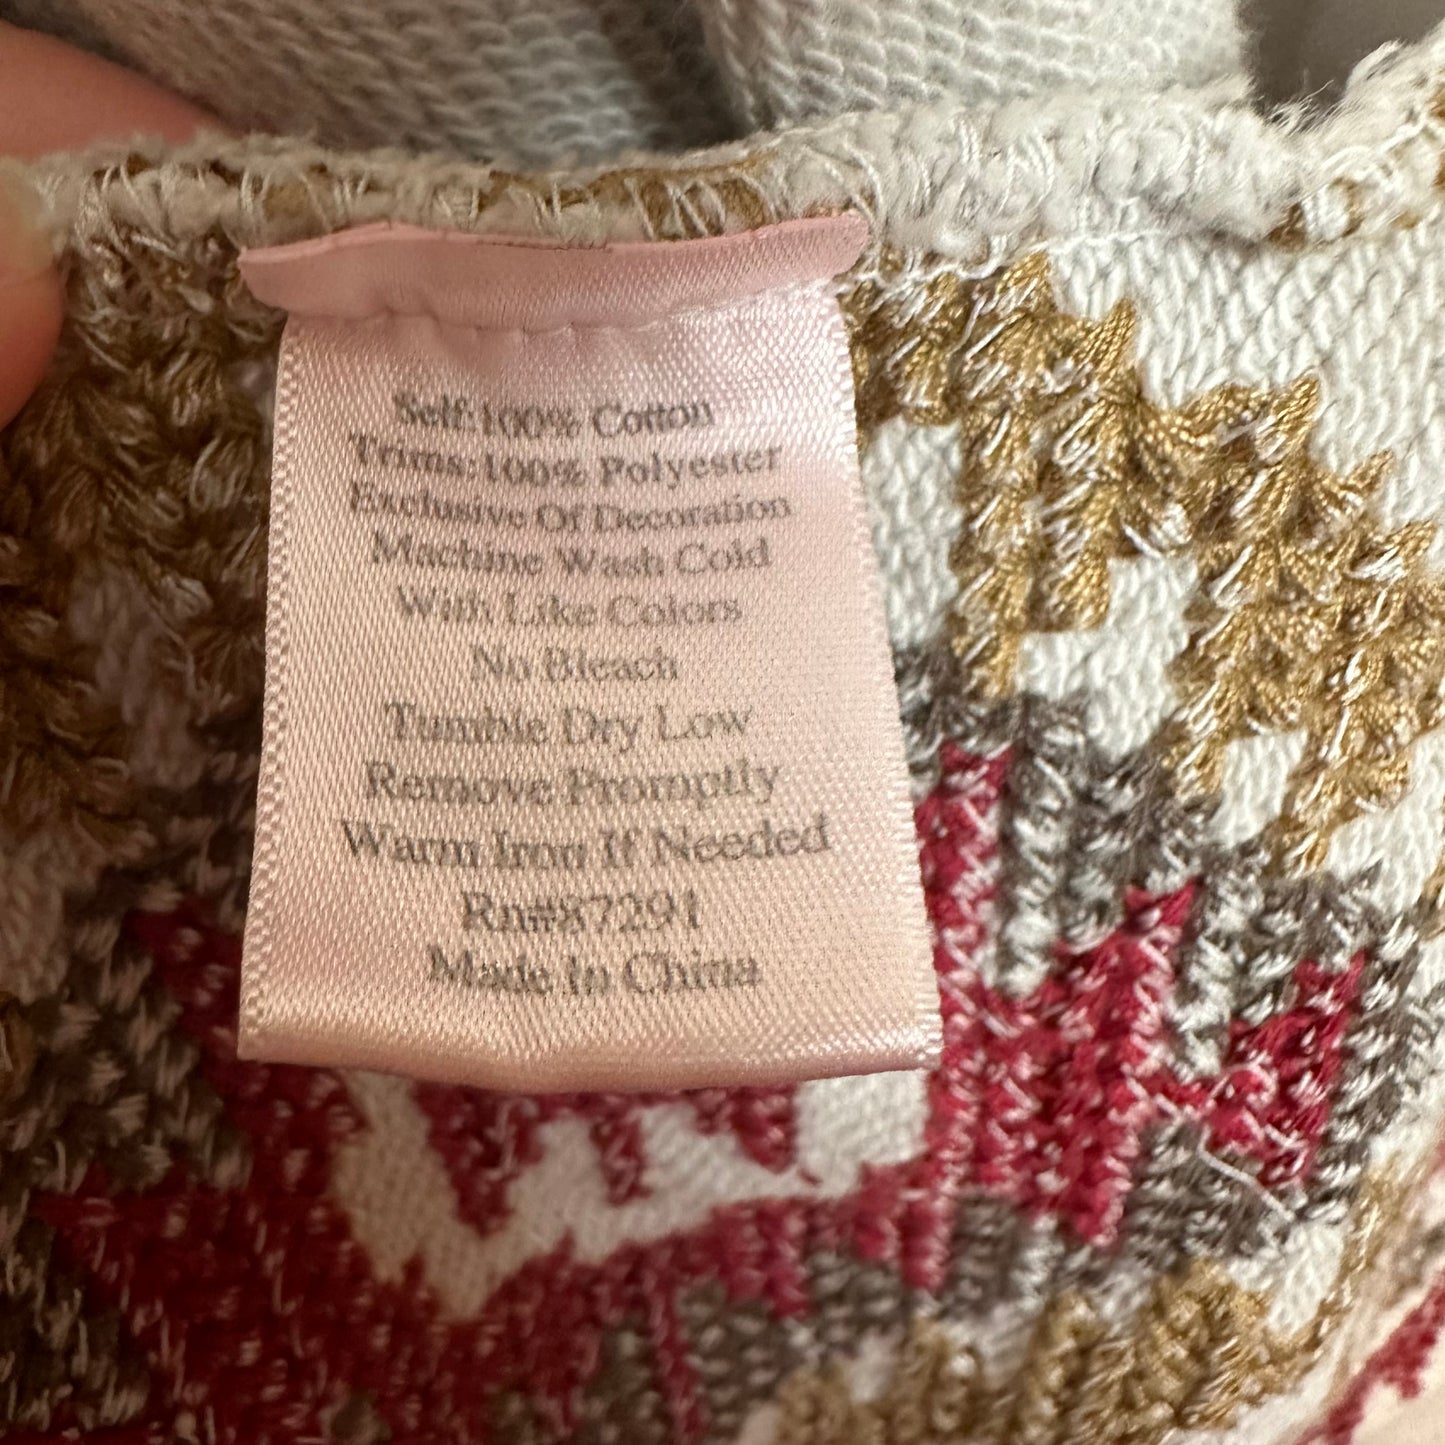 Self:100% Cotton
Trims:100% Polyester
Exclusive Of Decoration
Machine Wash Cold
With Like Colors
No Bleach
Tumble Dry Low
Remove Promptly
Warm Iron If Needed
Rn#87291
Made In China